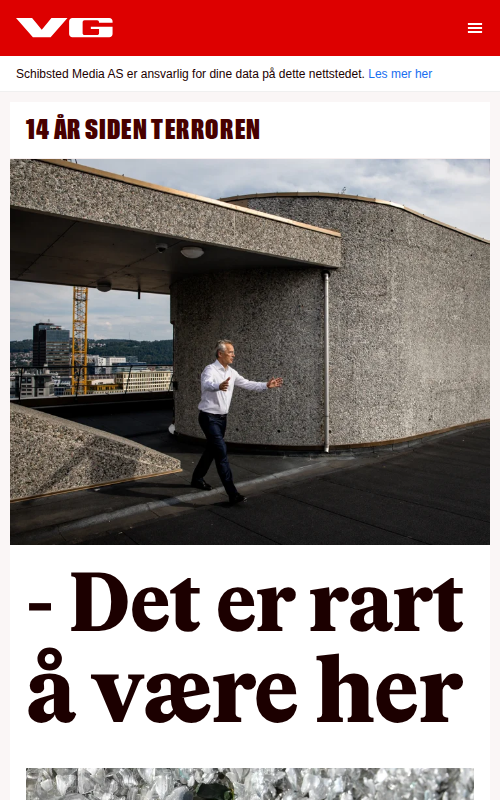 VG
Schibsted Media AS er ansvarlig for dine data på dette nettstedet. Les mer her
14 ÅR SIDEN TERROREN
- Det er rart
å være her